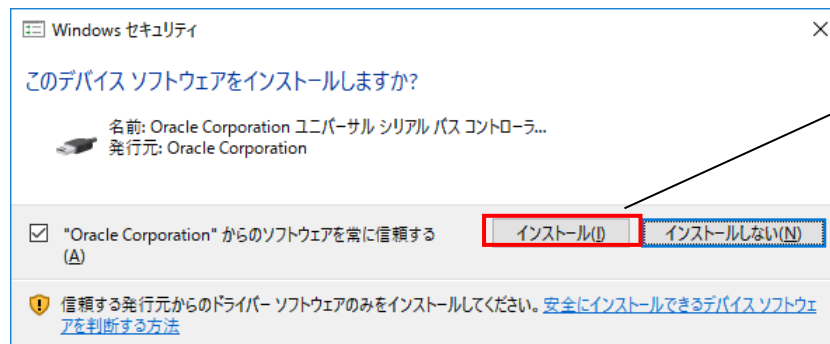 Windows セキュリティ
このデバイス ソフトウェアをインストールしますか?
名前: Oracle Corporation ユニバーサル シリアル バス コントローラ...
発行元: Oracle Corporation
"Oracle Corporation" からのソフトウェアを常に信頼する
(A)
インストール(I)
インストールしない(N)
信頼する発行元からのドライバー ソフトウェアのみをインストールしてください。安全にインストールできるデバイス ソフトウェ
アを判断する方法